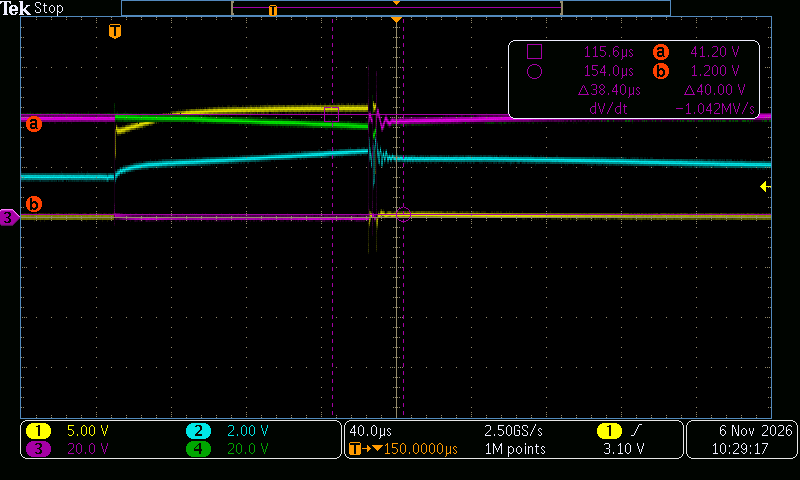 Tek Stop
T
T
115.6µs a 41.20 V
154.0µs b 1.200 V
Δ38.40µs Δ40.00 V
dV/dt −1.042MV/s
a
b
3
1 5.00 V 2 2.00 V
3 20.0 V 4 20.0 V
40.0µs 2.50GS/s
T→▼150.0000µs 1M points
1 3.10 V
6 Nov 2026
10:29:17